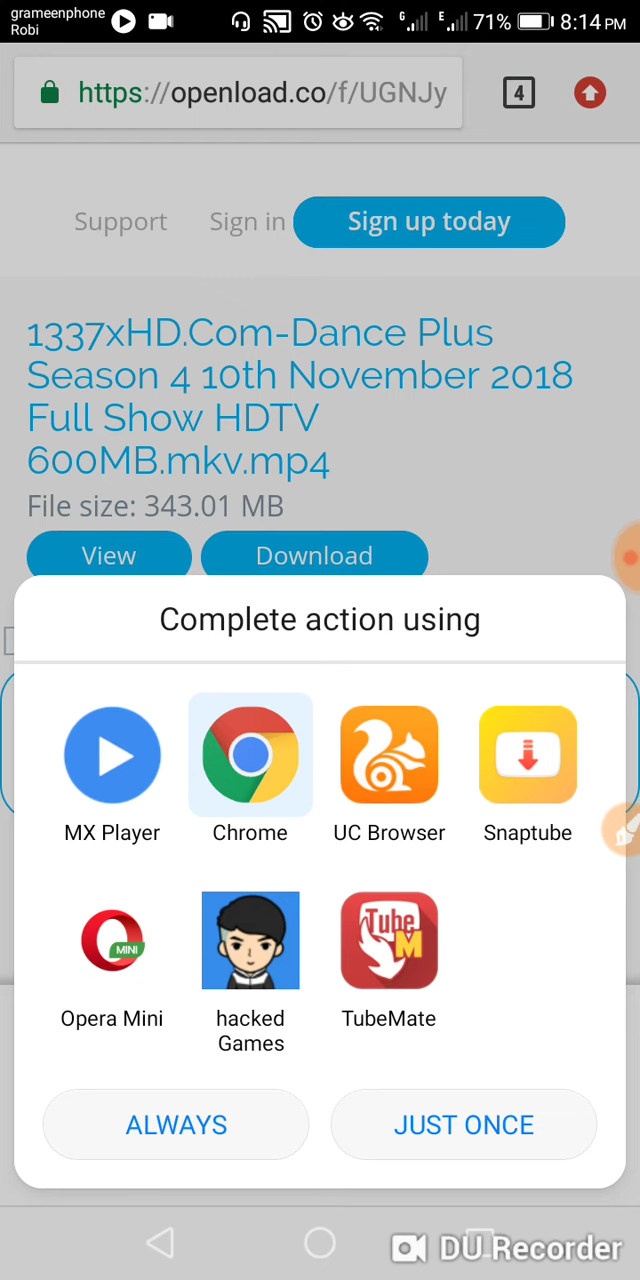 grameenphone
Robi
G
E
71%
8:14 PM
https://openload.co/f/UGNJy
4
Support
Sign in
Sign up today
1337xHD.Com-Dance Plus
Season 4 10th November 2018
Full Show HDTV
600MB.mkv.mp4
File size: 343.01 MB
View
Download
Complete action using
MX Player
Chrome
UC Browser
Snaptube
MINI
Tube
M
Opera Mini
hacked
Games
TubeMate
ALWAYS
JUST ONCE
DU Recorder